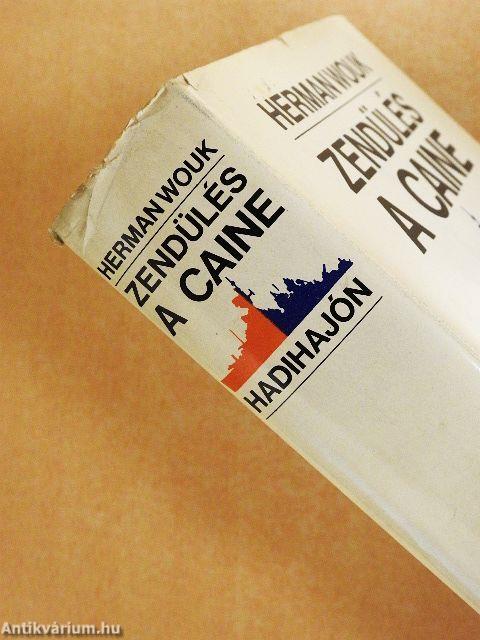 HERMAN WOUK
ZENDÜLÉS
A CAINE
HADIHAJÓN
HERMAN WOUK
ZENDÜLÉS
A CAINE
Antikvárium.hu